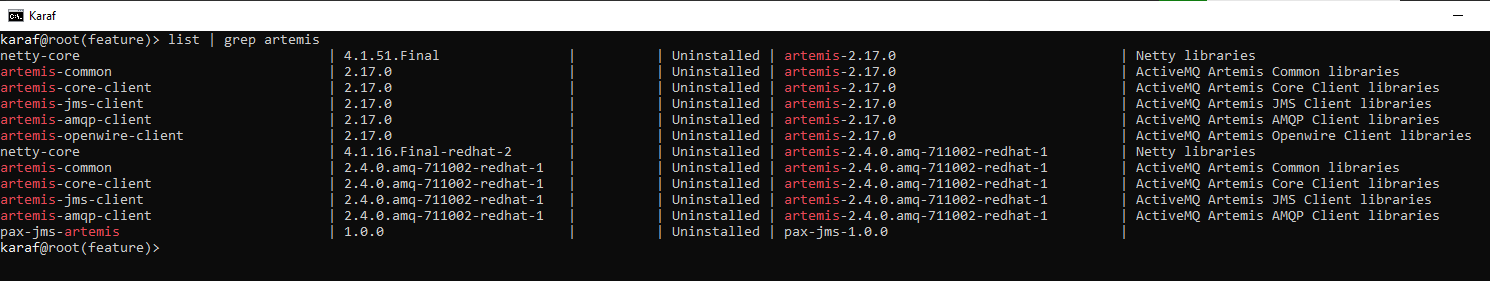 Karaf
karaf@root(feature)> list | grep artemis
netty-core | 4.1.51.Final | | Uninstalled | artemis-2.17.0 | Netty libraries
artemis-common | 2.17.0 | | Uninstalled | artemis-2.17.0 | ActiveMQ Artemis Common libraries
artemis-core-client | 2.17.0 | | Uninstalled | artemis-2.17.0 | ActiveMQ Artemis Core Client libraries
artemis-jms-client | 2.17.0 | | Uninstalled | artemis-2.17.0 | ActiveMQ Artemis JMS Client libraries
artemis-amqp-client | 2.17.0 | | Uninstalled | artemis-2.17.0 | ActiveMQ Artemis AMQP Client libraries
artemis-openwire-client | 2.17.0 | | Uninstalled | artemis-2.17.0 | ActiveMQ Artemis Openwire Client libraries
netty-core | 4.1.16.Final-redhat-2 | | Uninstalled | artemis-2.4.0.amq-711002-redhat-1 | Netty libraries
artemis-common | 2.4.0.amq-711002-redhat-1 | | Uninstalled | artemis-2.4.0.amq-711002-redhat-1 | ActiveMQ Artemis Common libraries
artemis-core-client | 2.4.0.amq-711002-redhat-1 | | Uninstalled | artemis-2.4.0.amq-711002-redhat-1 | ActiveMQ Artemis Core Client libraries
artemis-jms-client | 2.4.0.amq-711002-redhat-1 | | Uninstalled | artemis-2.4.0.amq-711002-redhat-1 | ActiveMQ Artemis JMS Client libraries
artemis-amqp-client | 2.4.0.amq-711002-redhat-1 | | Uninstalled | artemis-2.4.0.amq-711002-redhat-1 | ActiveMQ Artemis AMQP Client libraries
pax-jms-artemis | 1.0.0 | | Uninstalled | pax-jms-1.0.0 |
karaf@root(feature)>